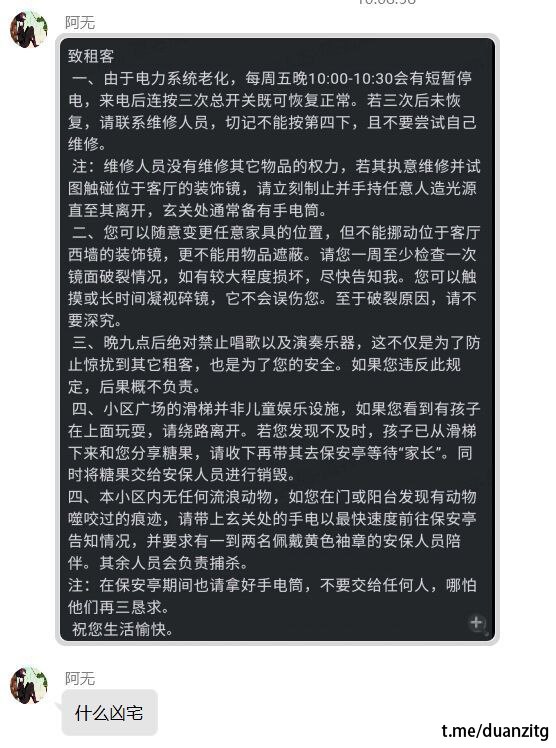 阿无
致租客
一、由于电力系统老化，每周五晚10:00-10:30会有短暂停
电，来电后连按三次总开关既可恢复正常。若三次后未恢
复，请联系维修人员，切记不能按第四下，且不要尝试自己
维修。
注：维修人员没有维修其它物品的权力，若其执意维修并试
图触碰位于客厅的装饰镜，请立刻制止并手持任意人造光源
直至其离开，玄关处通常备有手电筒。
二、您可以随意变更任意家具的位置，但不能挪动位于客厅
西墙的装饰镜，更不能用物品遮蔽。请您一周至少检查一次
镜面破裂情况，如有较大程度损坏，尽快告知我。您可以触
摸或长时间凝视碎镜，它不会误伤您。至于破裂原因，请不
要深究。
三、晚九点后绝对禁止唱歌以及演奏乐器，这不仅是为了防
止惊扰到其它租客，也是为了您的安全。如果您违反此规
定，后果概不负责。
四、小区广场的滑梯并非儿童娱乐设施，如果您看到有孩子
在上面玩耍，请绕路离开。若您发现不及时，孩子已从滑梯
下来和您分享糖果，请收下再带其去保安亭等待“家长”。同
时将糖果交给安保人员进行销毁。
四、本小区内无任何流浪动物，如您在门或阳台发现有动物
噬咬过的痕迹，请带上玄关处的手电以最快速度前往保安亭
告知情况，并要求有一到两名佩戴黄色袖章的安保人员陪
伴。其余人员会负责捕杀。
注：在保安亭期间也请拿好手电筒，不要交给任何人，哪怕
他们再三恳求。
祝您生活愉快。
阿无
什么凶宅
t.me/duanzitg